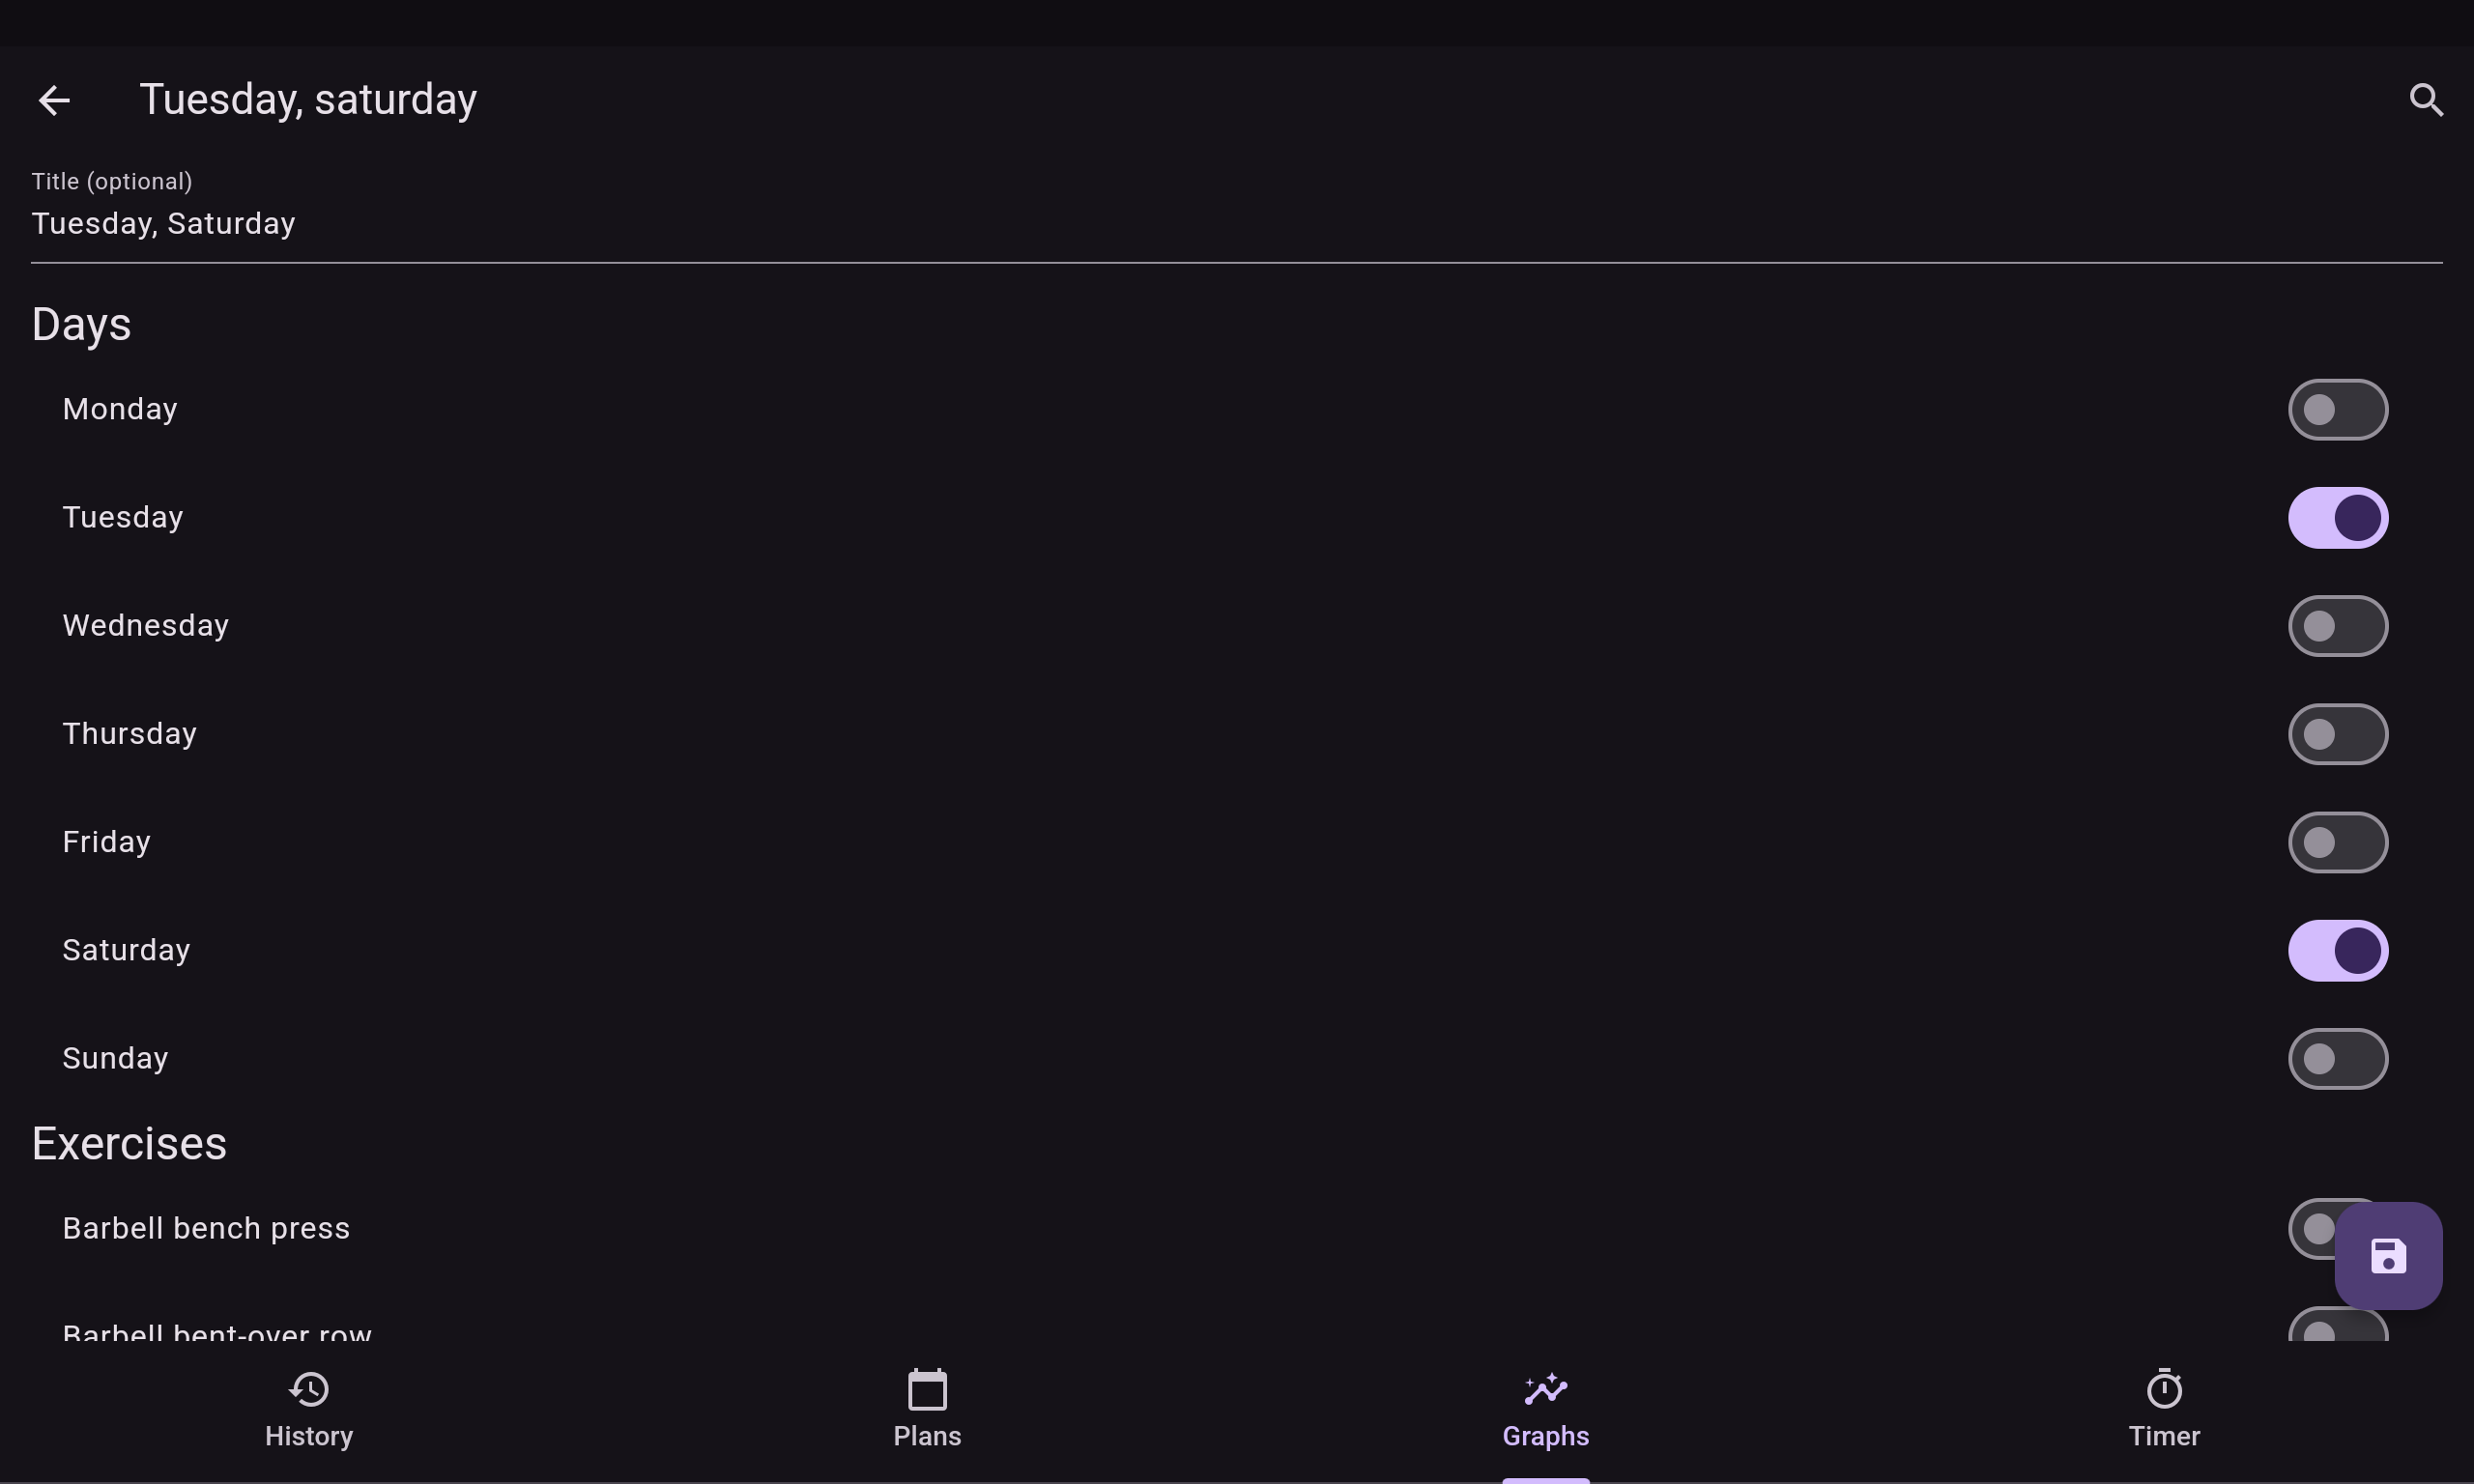 Tuesday, saturday
Title (optional)
Tuesday, Saturday
Days
Monday
Tuesday
Wednesday
Thursday
Friday
Saturday
Sunday
Exercises
Barbell bench press
Barbell bent-over row
History
Plans
Graphs
Timer